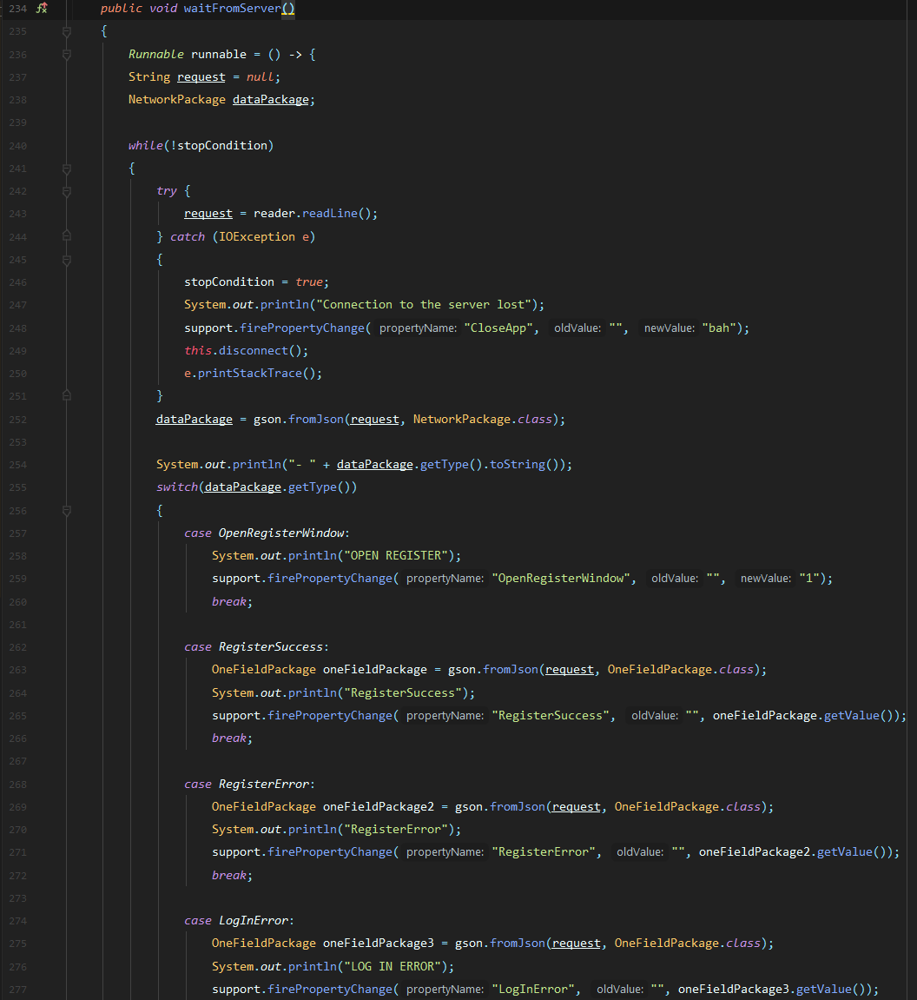 234 public void waitFromServer()
235 {
236 Runnable runnable = () -> {
237 String request = null;
238 NetworkPackage dataPackage;
239
240 while(!stopCondition)
241 {
242 try {
243 request = reader.readLine();
244 } catch (IOException e)
245 {
246 stopCondition = true;
247 System.out.println("Connection to the server lost");
248 support.firePropertyChange( propertyName: "CloseApp", oldValue: "", newValue: "bah");
249 this.disconnect();
250 e.printStackTrace();
251 }
252 dataPackage = gson.fromJson(request, NetworkPackage.class);
253
254 System.out.println("- " + dataPackage.getType().toString());
255 switch(dataPackage.getType())
256 {
257 case OpenRegisterWindow:
258 System.out.println("OPEN REGISTER");
259 support.firePropertyChange( propertyName: "OpenRegisterWindow", oldValue: "", newValue: "1");
260 break;
261
262 case RegisterSuccess:
263 OneFieldPackage oneFieldPackage = gson.fromJson(request, OneFieldPackage.class);
264 System.out.println("RegisterSuccess");
265 support.firePropertyChange( propertyName: "RegisterSuccess", oldValue: "", oneFieldPackage.getValue());
266 break;
267
268 case RegisterError:
269 OneFieldPackage oneFieldPackage2 = gson.fromJson(request, OneFieldPackage.class);
270 System.out.println("RegisterError");
271 support.firePropertyChange( propertyName: "RegisterError", oldValue: "", oneFieldPackage2.getValue());
272 break;
273
274 case LogInError:
275 OneFieldPackage oneFieldPackage3 = gson.fromJson(request, OneFieldPackage.class);
276 System.out.println("LOG IN ERROR");
277 support.firePropertyChange( propertyName: "LogInError", oldValue: "", oneFieldPackage3.getValue());